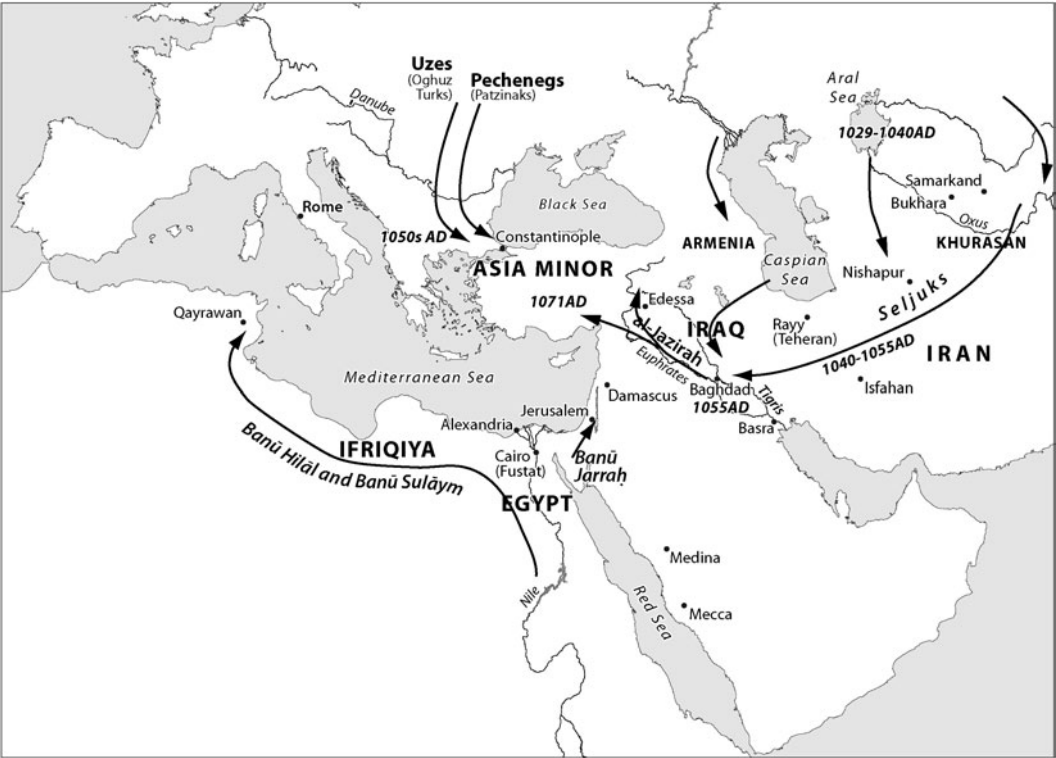 Uzes
(Oghuz
Turks)
Pechenegs
(Patzinaks)
Danube
Aral
Sea
1029-1040AD
Samarkand
Bukhara
Oxus
KHURASAN
Black Sea
Rome
1050s AD
Constantinople
ARMENIA
Caspian
Sea
ASIA MINOR
Nishapur
Seljuks
1071AD
Edessa
Qayrawan
al-Jazirah
IRAQ
Rayy
(Teheran)
Euphrates
1040-1055AD
IRAN
Mediterranean Sea
Damascus
Baghdad
1055AD
Tigris
Isfahan
Jerusalem
Alexandria
Basra
IFRIQIYA
Banū Hilāl and Banū Sulāym
Cairo
(Fustat)
Banū
Jarraḥ
EGYPT
Medina
Nile
Red Sea
Mecca